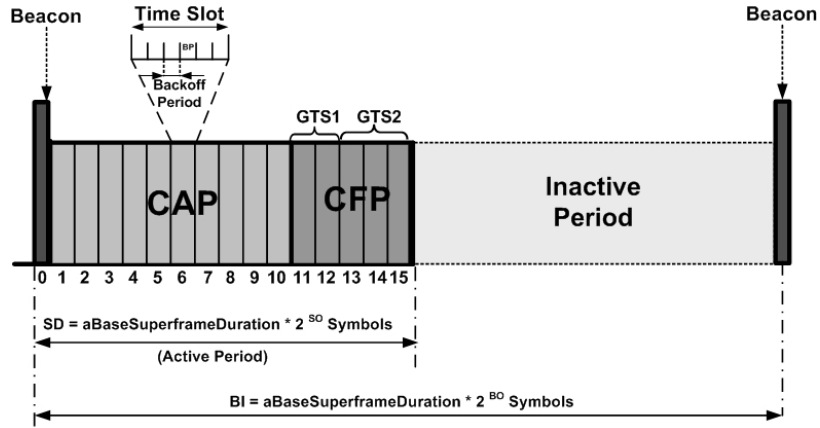 Time Slot
Beacon
Beacon
BP
Backoff
Period
GTS1 GTS2
CAP
CFP
Inactive
Period
0 1 2 3 4 5 6 7 8 9 10 11 12 13 14 15
SD = aBaseSuperframeDuration * 2 SO Symbols
(Active Period)
BI = aBaseSuperframeDuration * 2 BO Symbols